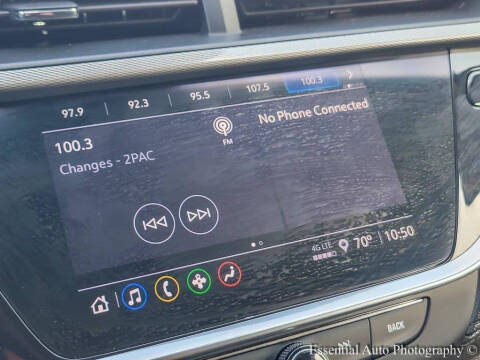 97.9 92.3 95.5 107.5 100.3
100.3
FM
No Phone Connected
Changes - 2PAC
4G LTE 70° 10:50
BACK
Essential Auto Photography ©